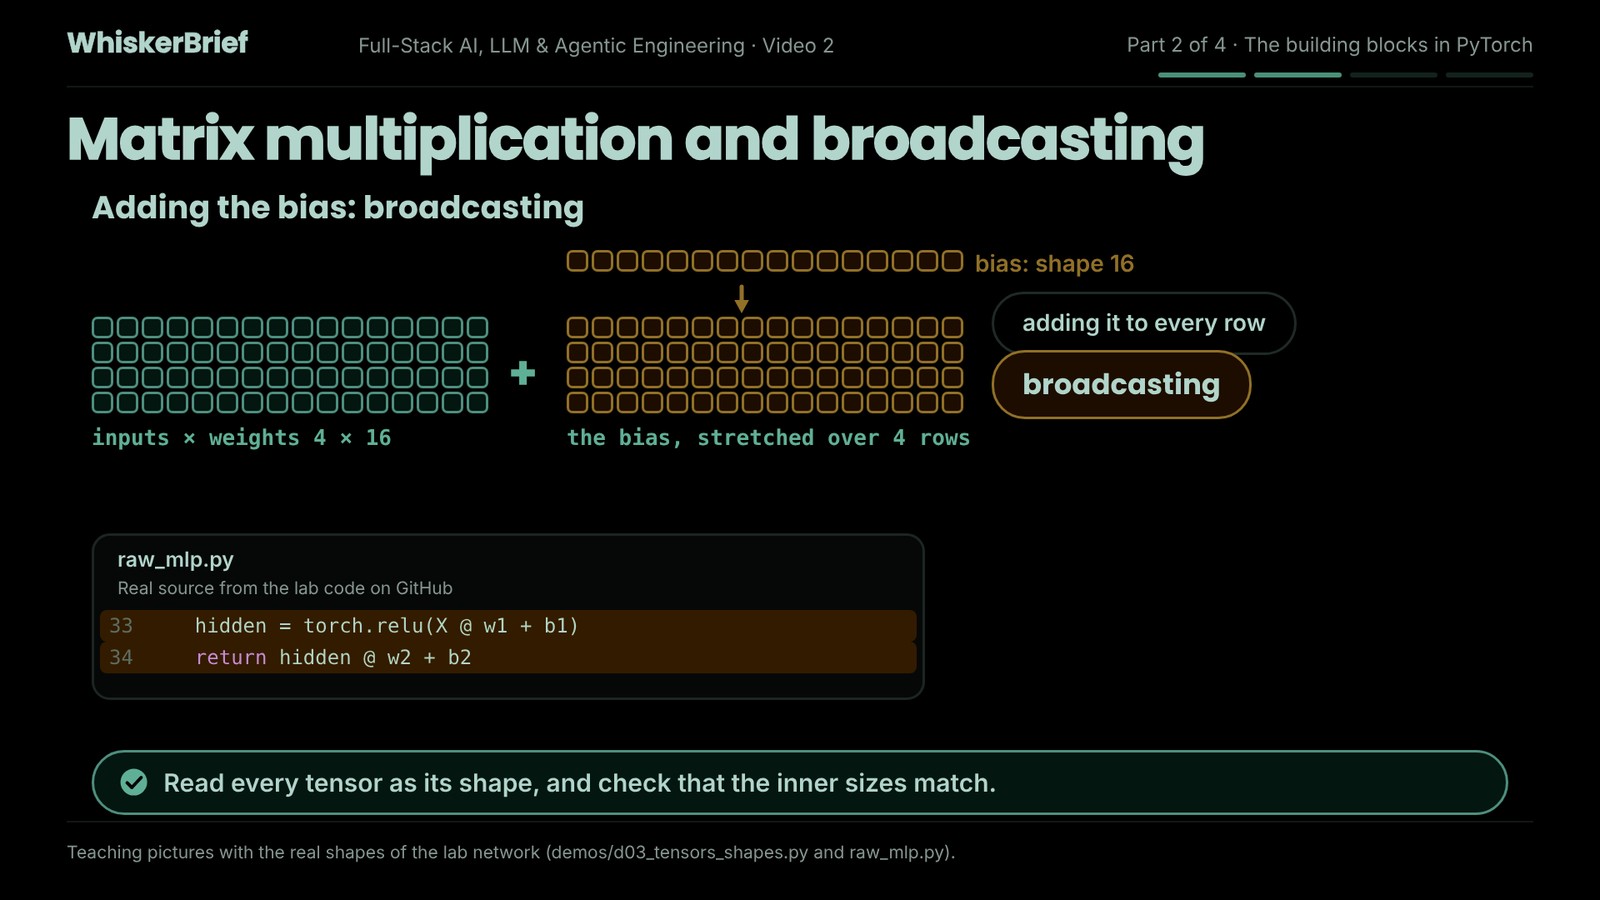 WhiskerBrief
Full-Stack AI, LLM & Agentic Engineering · Video 2
Part 2 of 4 · The building blocks in PyTorch
Matrix multiplication and broadcasting
Adding the bias: broadcasting
bias: shape 16
adding it to every row
broadcasting
inputs × weights 4 × 16
the bias, stretched over 4 rows
raw_mlp.py
Real source from the lab code on GitHub
33 hidden = torch.relu(X @ w1 + b1)
34 return hidden @ w2 + b2
Read every tensor as its shape, and check that the inner sizes match.
Teaching pictures with the real shapes of the lab network (demos/d03_tensors_shapes.py and raw_mlp.py).